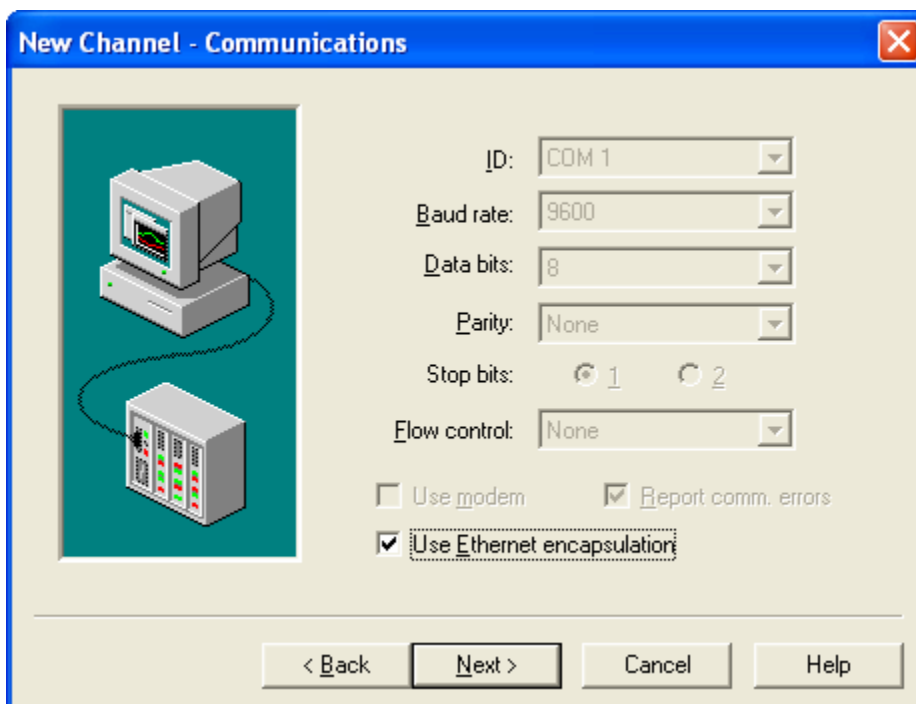 New Channel - Communications
ID: COM 1
Baud rate: 9600
Data bits: 8
Parity: None
Stop bits: 1 2
Flow control: None
Use modem Report comm. errors
Use Ethernet encapsulation
< Back Next > Cancel Help